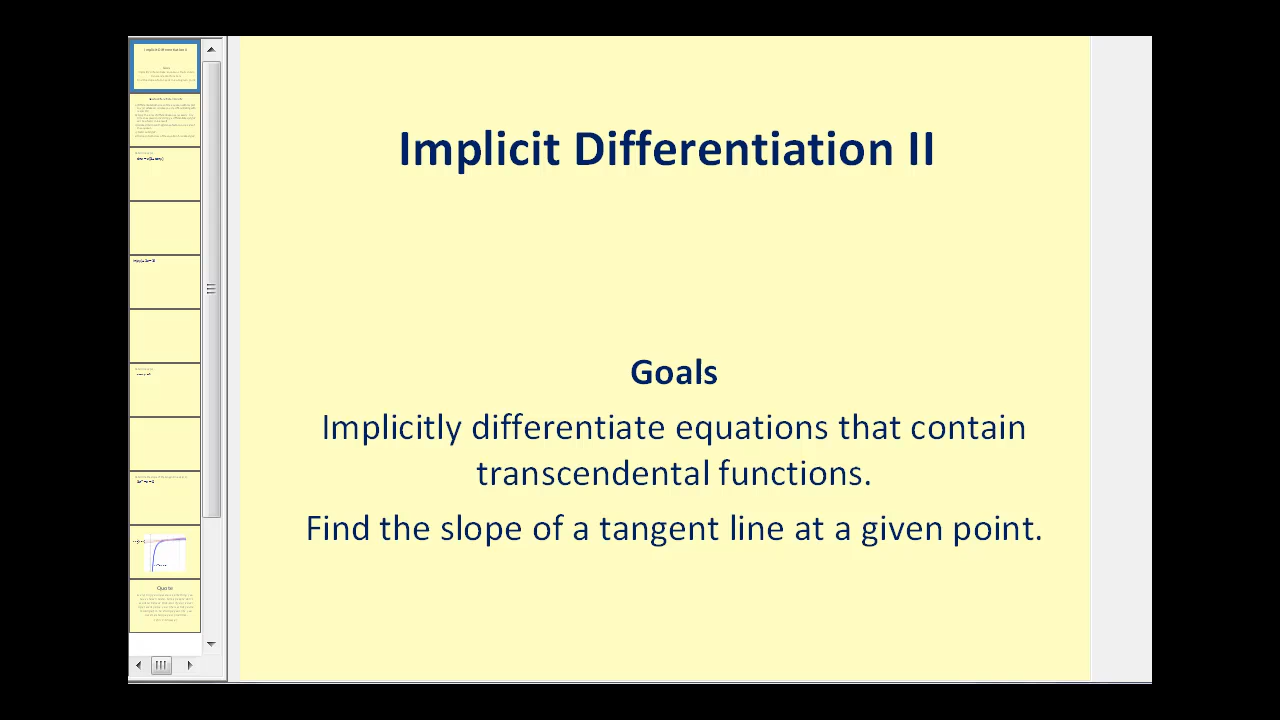 Implicit Differentiation II
Goals
Implicitly differentiate equations that contain
transcendental functions.
Find the slope of a tangent line at a given point.
Quote